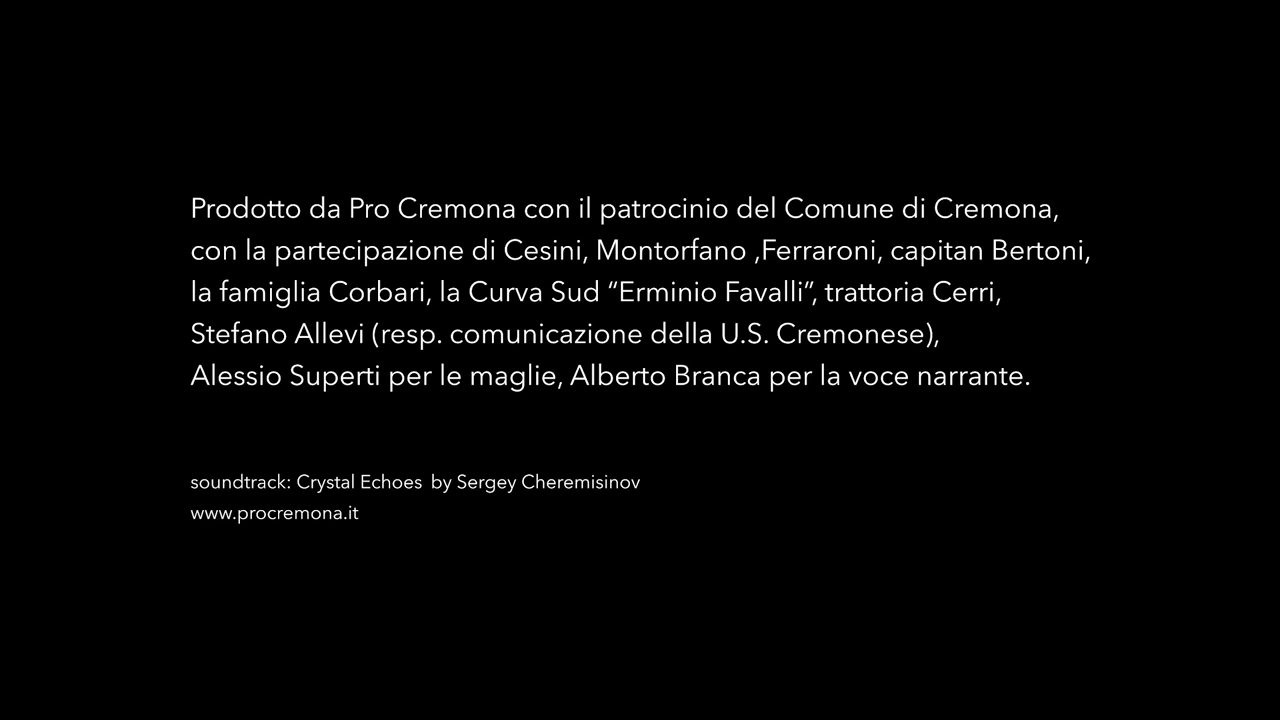 Prodotto da Pro Cremona con il patrocinio del Comune di Cremona,
con la partecipazione di Cesini, Montorfano ,Ferraroni, capitan Bertoni,
la famiglia Corbari, la Curva Sud “Erminio Favalli”, trattoria Cerri,
Stefano Allevi (resp. comunicazione della U.S. Cremonese),
Alessio Superti per le maglie, Alberto Branca per la voce narrante.
soundtrack: Crystal Echoes  by Sergey Cheremisinov
www.procremona.it